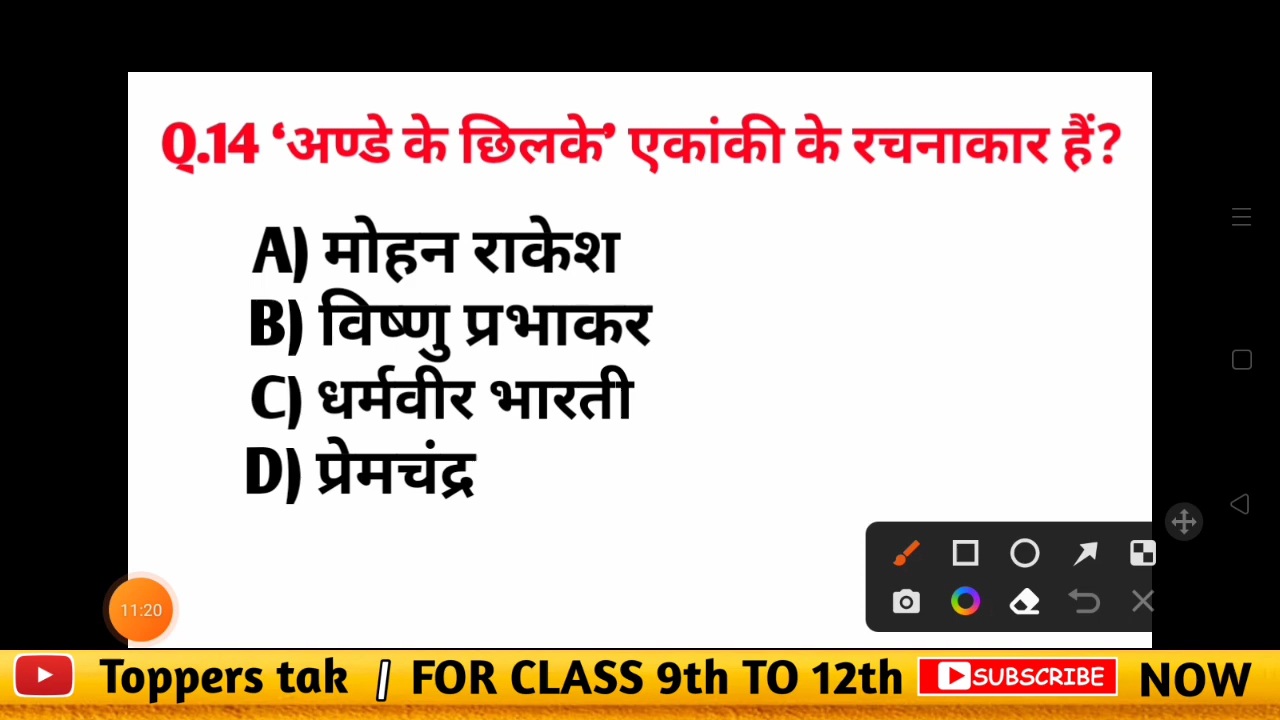 Q.14 ‘अण्डे के छिलके’ एकांकी के रचनाकार हैं?
A) मोहन राकेश
B) विष्णु प्रभाकर
C) धर्मवीर भारती
D) प्रेमचंद्र
11:20
Toppers tak / FOR CLASS 9th TO 12th SUBSCRIBE NOW